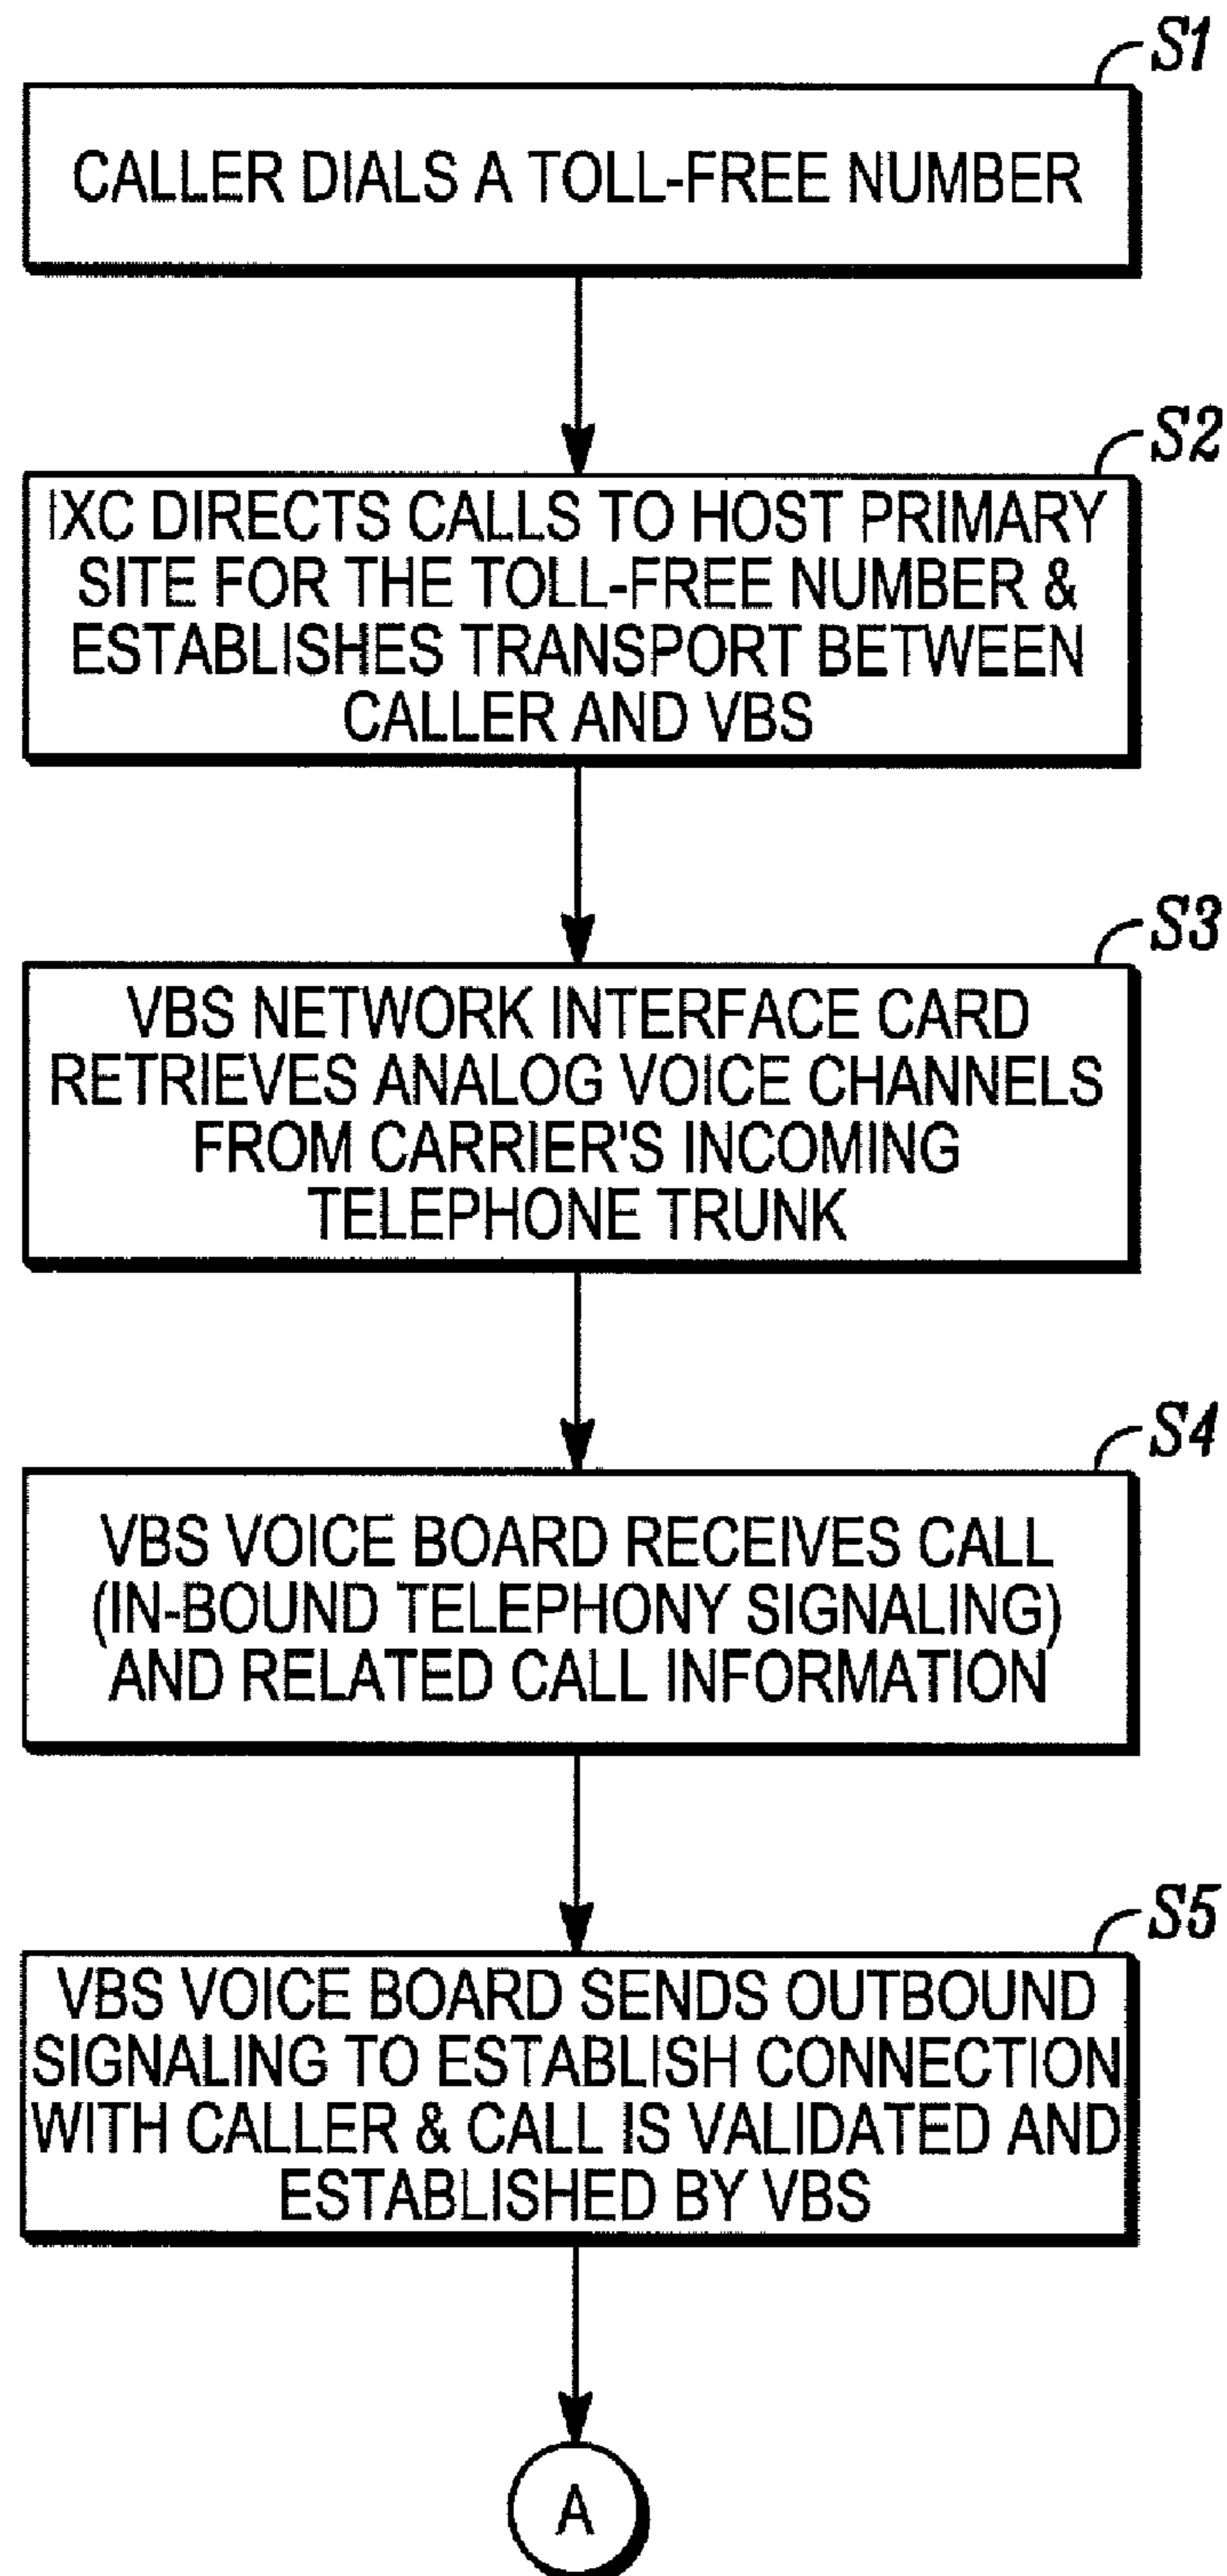 S1
CALLER DIALS A TOLL-FREE NUMBER
S2
IXC DIRECTS CALLS TO HOST PRIMARY
SITE FOR THE TOLL-FREE NUMBER &
ESTABLISHES TRANSPORT BETWEEN
CALLER AND VBS
S3
VBS NETWORK INTERFACE CARD
RETRIEVES ANALOG VOICE CHANNELS
FROM CARRIER'S INCOMING
TELEPHONE TRUNK
S4
VBS VOICE BOARD RECEIVES CALL
(IN-BOUND TELEPHONY SIGNALING)
AND RELATED CALL INFORMATION
S5
VBS VOICE BOARD SENDS OUTBOUND
SIGNALING TO ESTABLISH CONNECTION
WITH CALLER & CALL IS VALIDATED AND
ESTABLISHED BY VBS
A